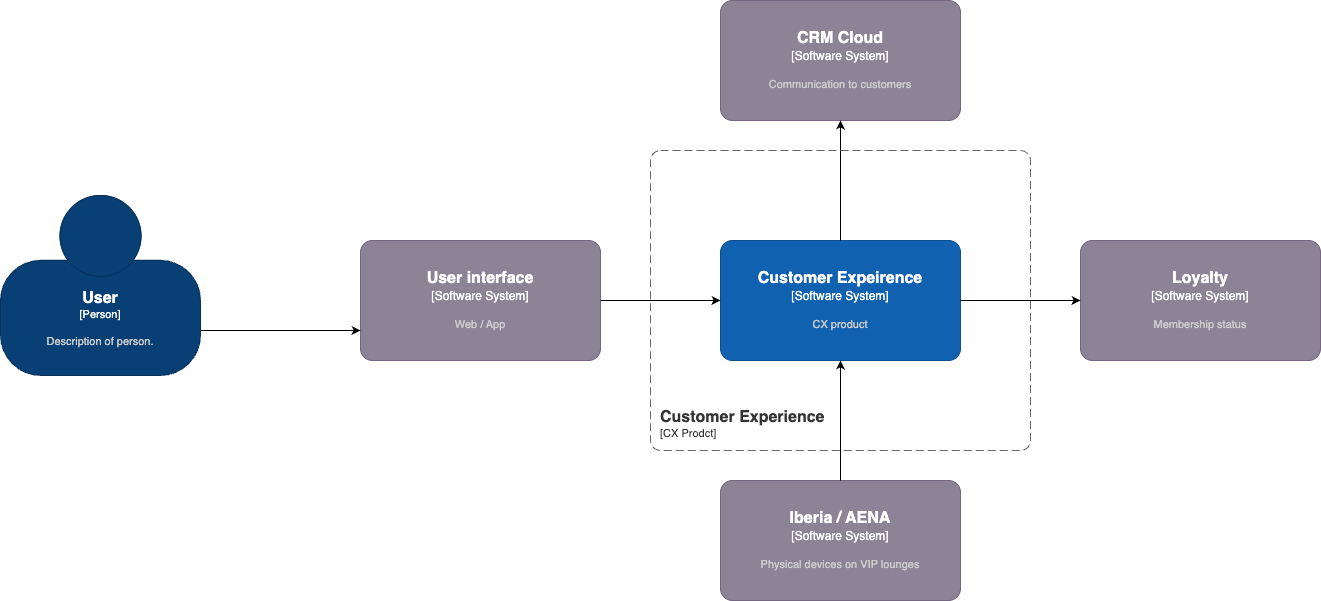 CRM Cloud
[Software System]
Communication to customers
User
[Person]
Description of person.
User interface
[Software System]
Web / App
Customer Expeirence
[Software System]
CX product
Loyalty
[Software System]
Membership status
Customer Experience
[CX Prodct]
Iberia / AENA
[Software System]
Physical devices on VIP lounges